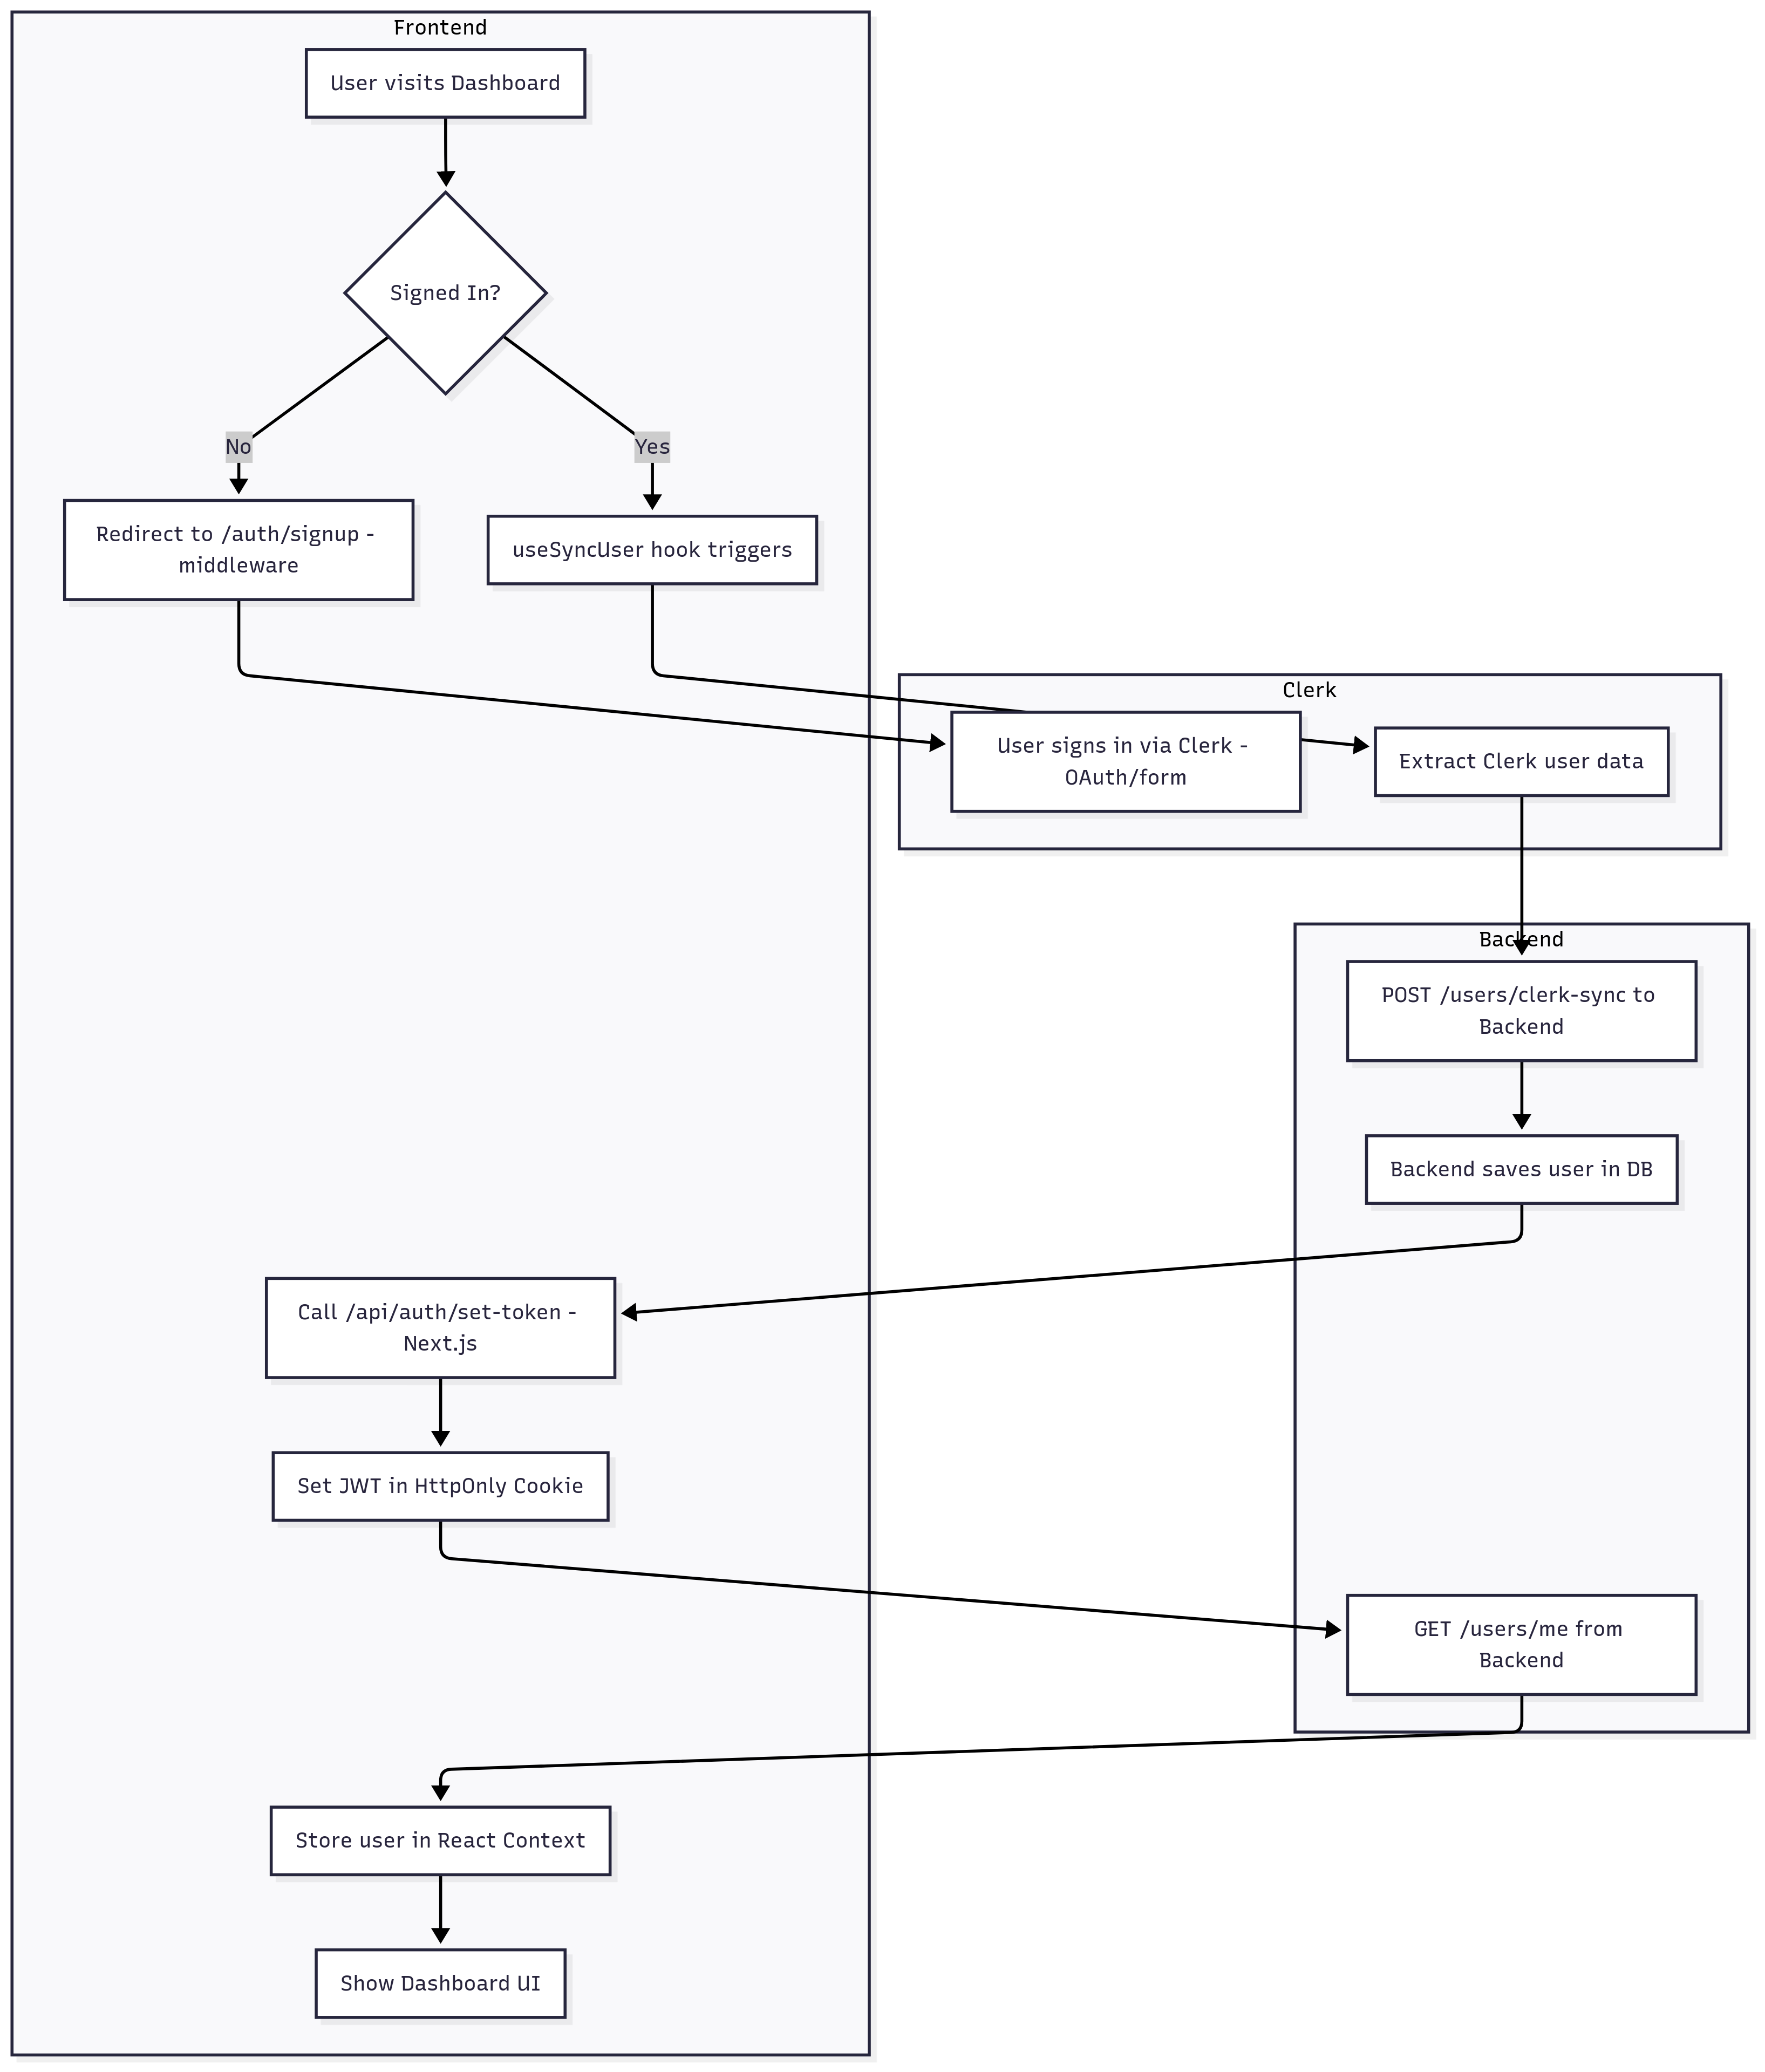 Frontend
User visits Dashboard
Signed In?
No
Yes
Redirect to /auth/signup -
middleware
useSyncUser hook triggers
Clerk
User signs in via Clerk -
OAuth/form
Extract Clerk user data
Backend
POST /users/clerk-sync to
Backend
Backend saves user in DB
Call /api/auth/set-token -
Next.js
Set JWT in HttpOnly Cookie
GET /users/me from
Backend
Store user in React Context
Show Dashboard UI